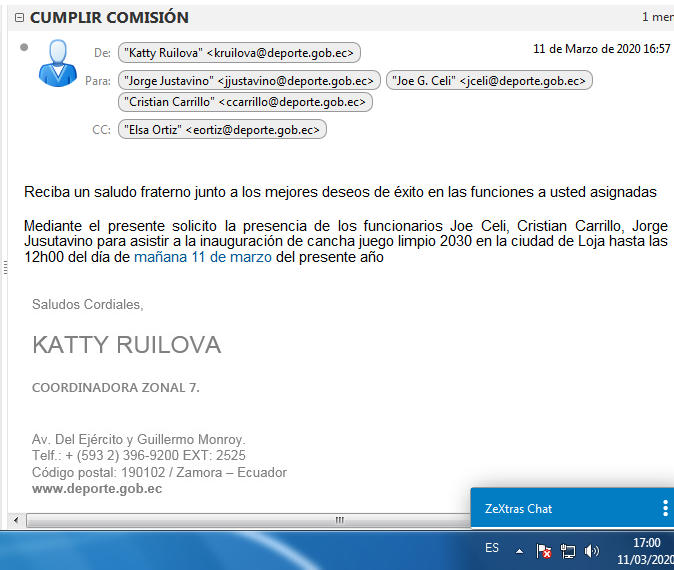 CUMPLIR COMISIÓN
1 mer
De: "Katty Ruilova" <kruilova@deporte.gob.ec>
11 de Marzo de 2020 16:57
Para: "Jorge Justavino" <jjustavino@deporte.gob.ec> "Joe G. Celi" <jceli@deporte.gob.ec>
"Cristian Carrillo" <ccarrillo@deporte.gob.ec>
CC: "Elsa Ortiz" <eortiz@deporte.gob.ec>
Reciba un saludo fraterno junto a los mejores deseos de éxito en las funciones a usted asignadas
Mediante el presente solicito la presencia de los funcionarios Joe Celi, Cristian Carrillo, Jorge
Jusutavino para asistir a la inauguración de cancha juego limpio 2030 en la ciudad de Loja hasta las
12h00 del día de mañana 11 de marzo del presente año
Saludos Cordiales,
KATTY RUILOVA
COORDINADORA ZONAL 7.
Av. Del Ejército y Guillermo Monroy.
Telf.: + (593 2) 396-9200 EXT: 2525
Código postal: 190102 / Zamora – Ecuador
www.deporte.gob.ec
ZeXtras Chat
ES
17:00
11/03/2020